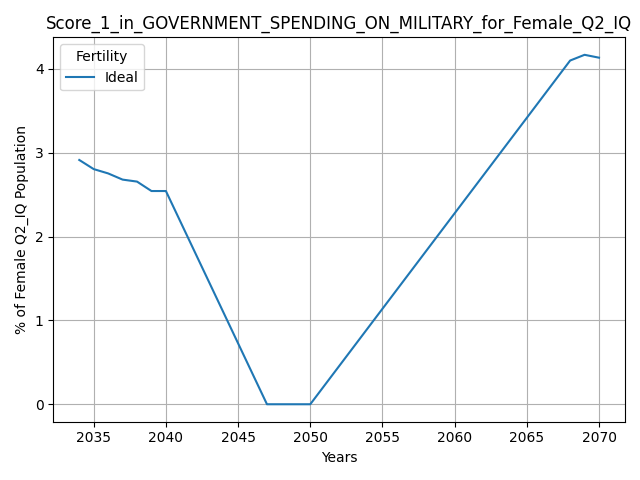 Score_1_in_GOVERNMENT_SPENDING_ON_MILITARY_for_Female_Q2_IQ
Fertility
Ideal
4
3
2
1
0
% of Female Q2_IQ Population
2035 2040 2045 2050 2055 2060 2065 2070
Years